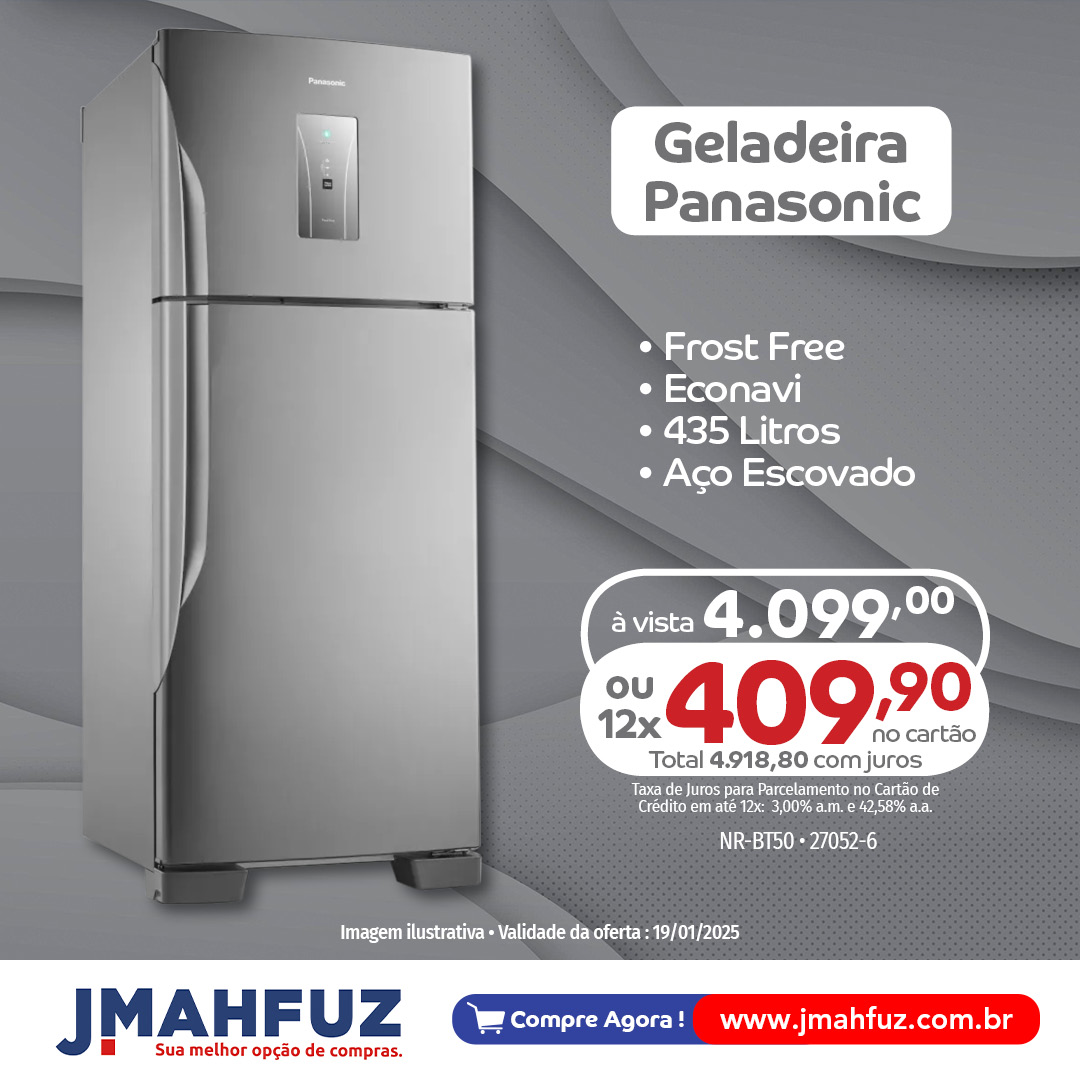 Panasonic
Geladeira
Panasonic
• Frost Free
• Econavi
• 435 Litros
• Aço Escovado
à vista 4.099,00
ou
12x 409,90
no cartão
Total 4.918,80 com juros
Taxa de Juros para Parcelamento no Cartão de
Crédito em até 12x: 3,00% a.m. e 42,58% a.a.
NR-BT50 • 27052-6
Imagem ilustrativa • Validade da oferta : 19/01/2025
JMAHFUZ
Sua melhor opção de compras.
Compre Agora !
www.jmahfuz.com.br